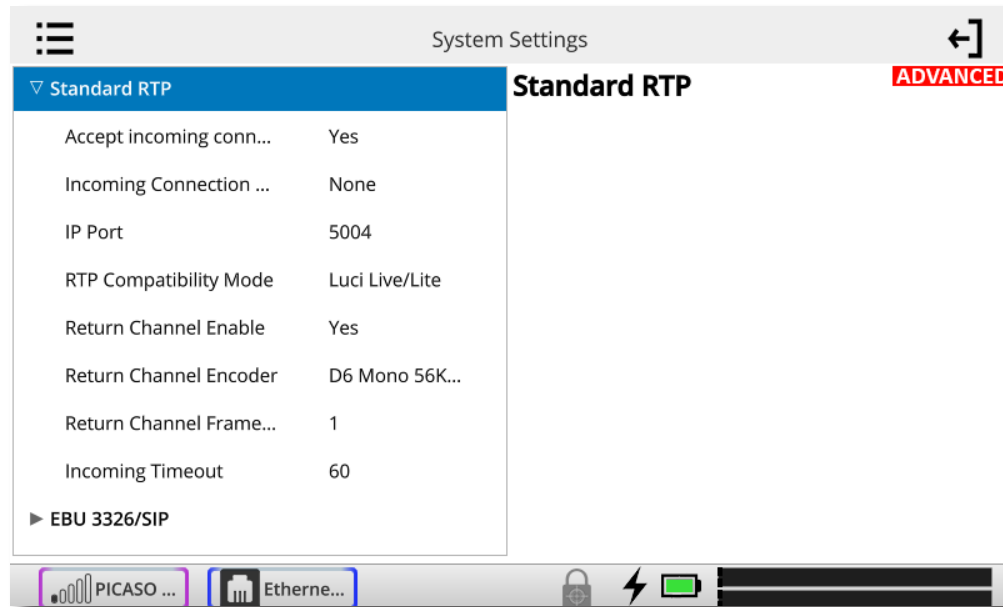 System Settings
Standard RTP
Accept incoming conn... Yes
Incoming Connection ... None
IP Port 5004
RTP Compatibility Mode Luci Live/Lite
Return Channel Enable Yes
Return Channel Encoder D6 Mono 56K...
Return Channel Frame... 1
Incoming Timeout 60
EBU 3326/SIP
Standard RTP
ADVANCED
PICASO ...
Etherne...